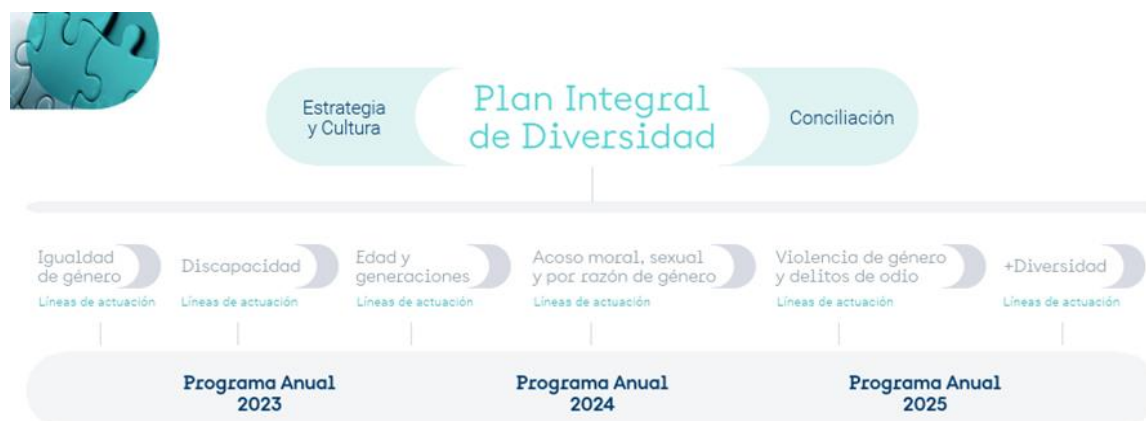 Estrategia
y Cultura
Plan Integral
de Diversidad
Conciliación
Igualdad
de género
Líneas de actuación
Discapacidad
Líneas de actuación
Edad y
generaciones
Líneas de actuación
Acoso moral, sexual
y por razón de género
Líneas de actuación
Violencia de género
y delitos de odio
Líneas de actuación
+Diversidad
Líneas de actuación
Programa Anual
2023
Programa Anual
2024
Programa Anual
2025